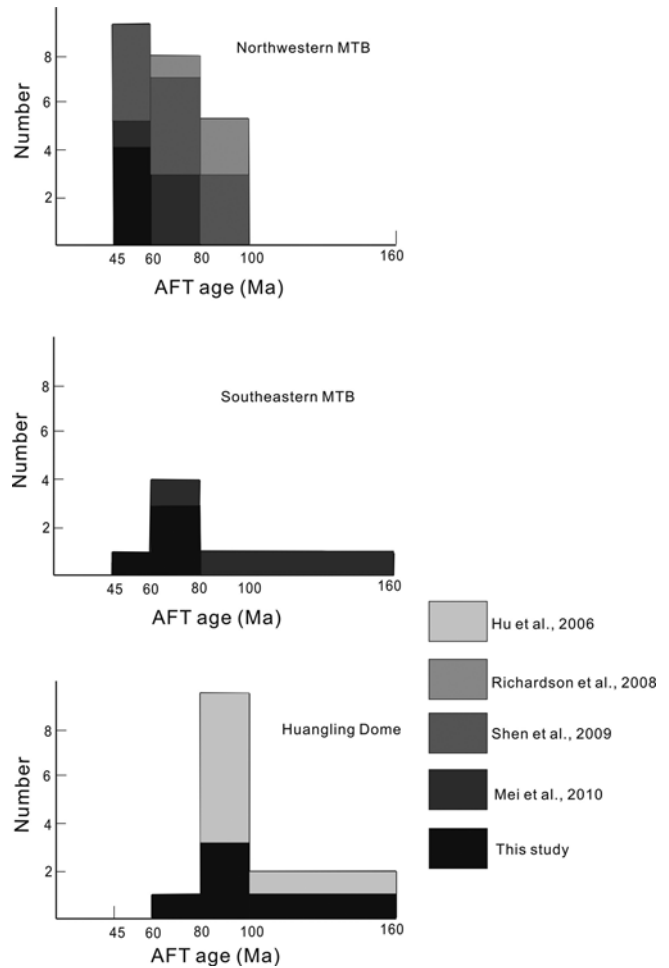 Northwestern MTB
Number
8
6
4
2
45 60 80 100 160
AFT age (Ma)
Southeastern MTB
Number
8
6
4
2
45 60 80 100 160
AFT age (Ma)
Huangling Dome
Number
8
6
4
2
45 60 80 100 160
AFT age (Ma)
Hu et al., 2006
Richardson et al., 2008
Shen et al., 2009
Mei et al., 2010
This study